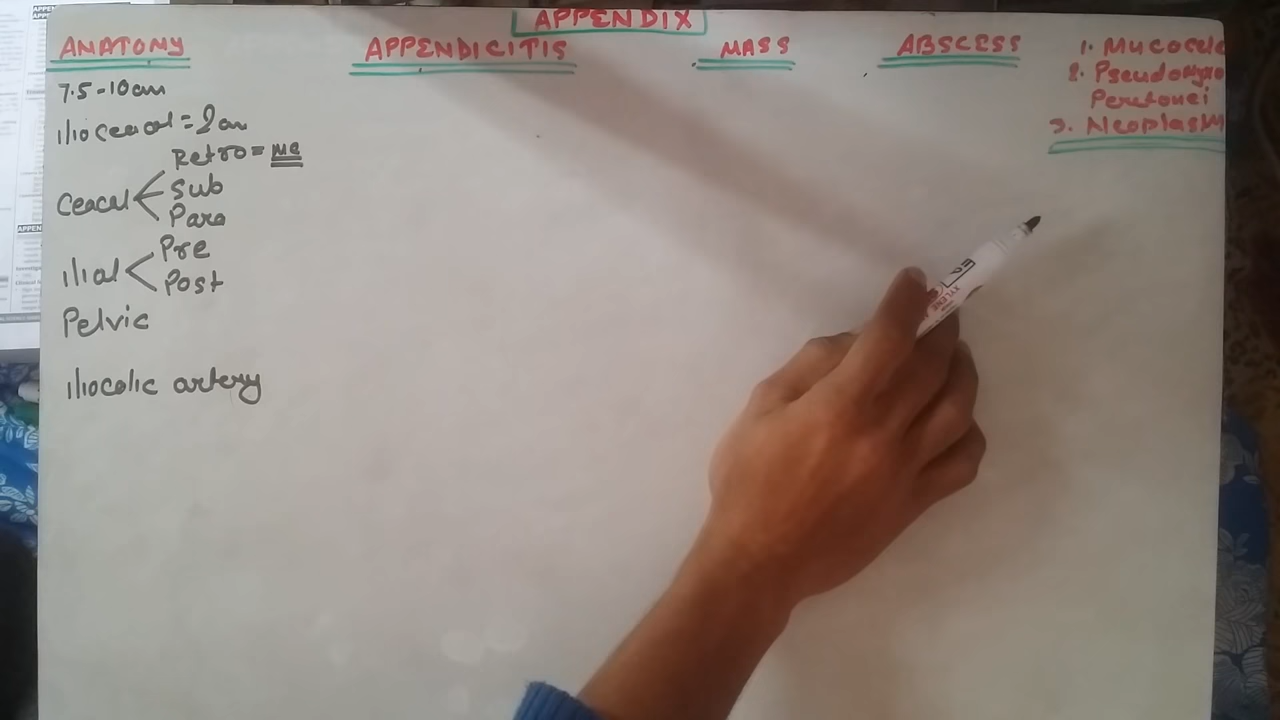 APPENDIX
ANATOMY
7.5-10cm
ilioceacal = 2cm
Ceacal
Retro = MC
Sub
Para
ilial
Pre
Post
Pelvic
iliocolic artery
APPENDICITIS
MASS
ABSCESS
1. Mucocele
2. Pseudomyxo
Peritonei
3. Neoplasm